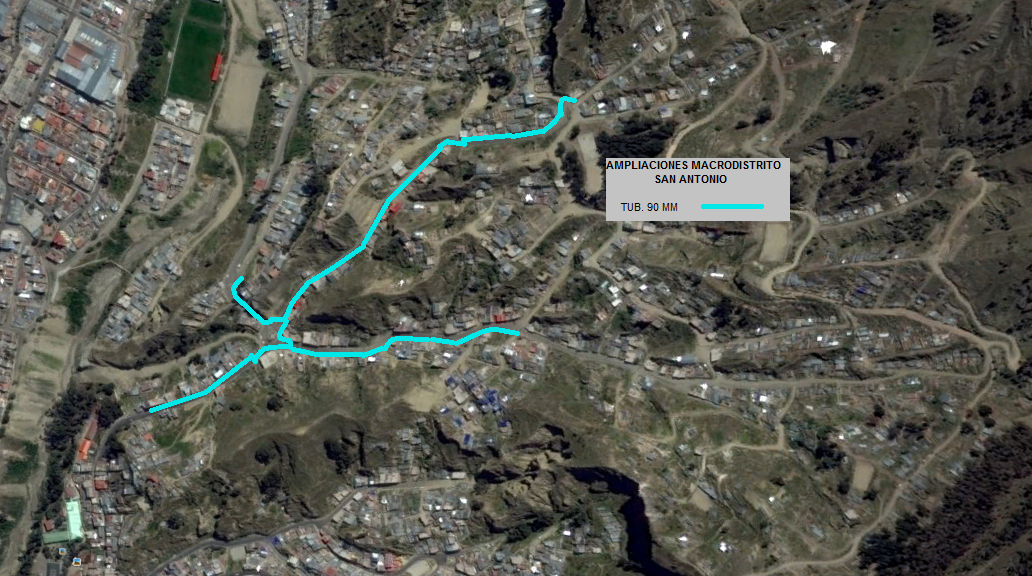 AMPLIACIONES MACRODISTRITO
SAN ANTONIO
TUB. 90 MM